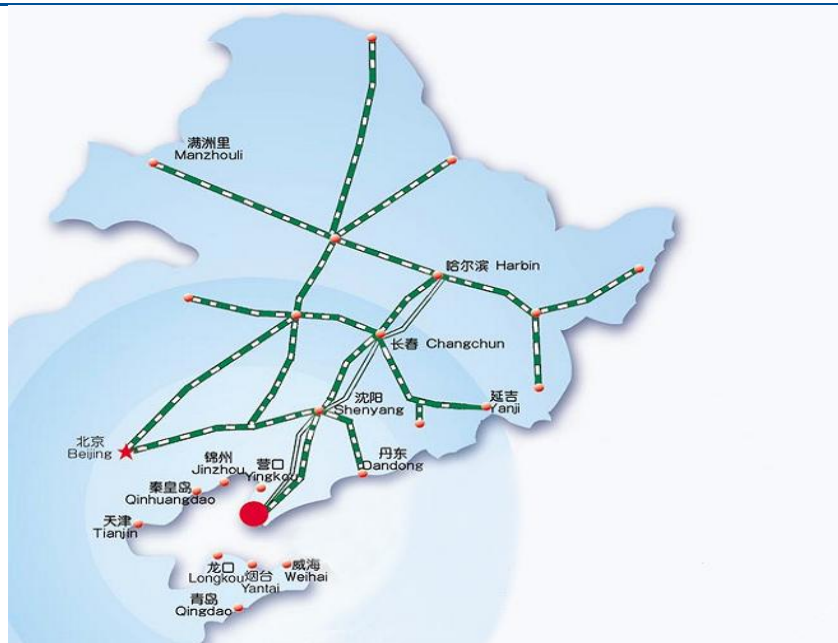 满洲里
Manzhouli
哈尔滨 Harbin
长春 Changchun
沈阳
Shenyang
延吉
Yanji
北京
Beijing
丹东
Dandong
锦州
Jinzhou
营口
Yingkou
秦皇岛
Qinhuangdao
天津
Tianjin
龙口
Longkou
烟台
Yantai
威海
Weihai
青岛
Qingdao